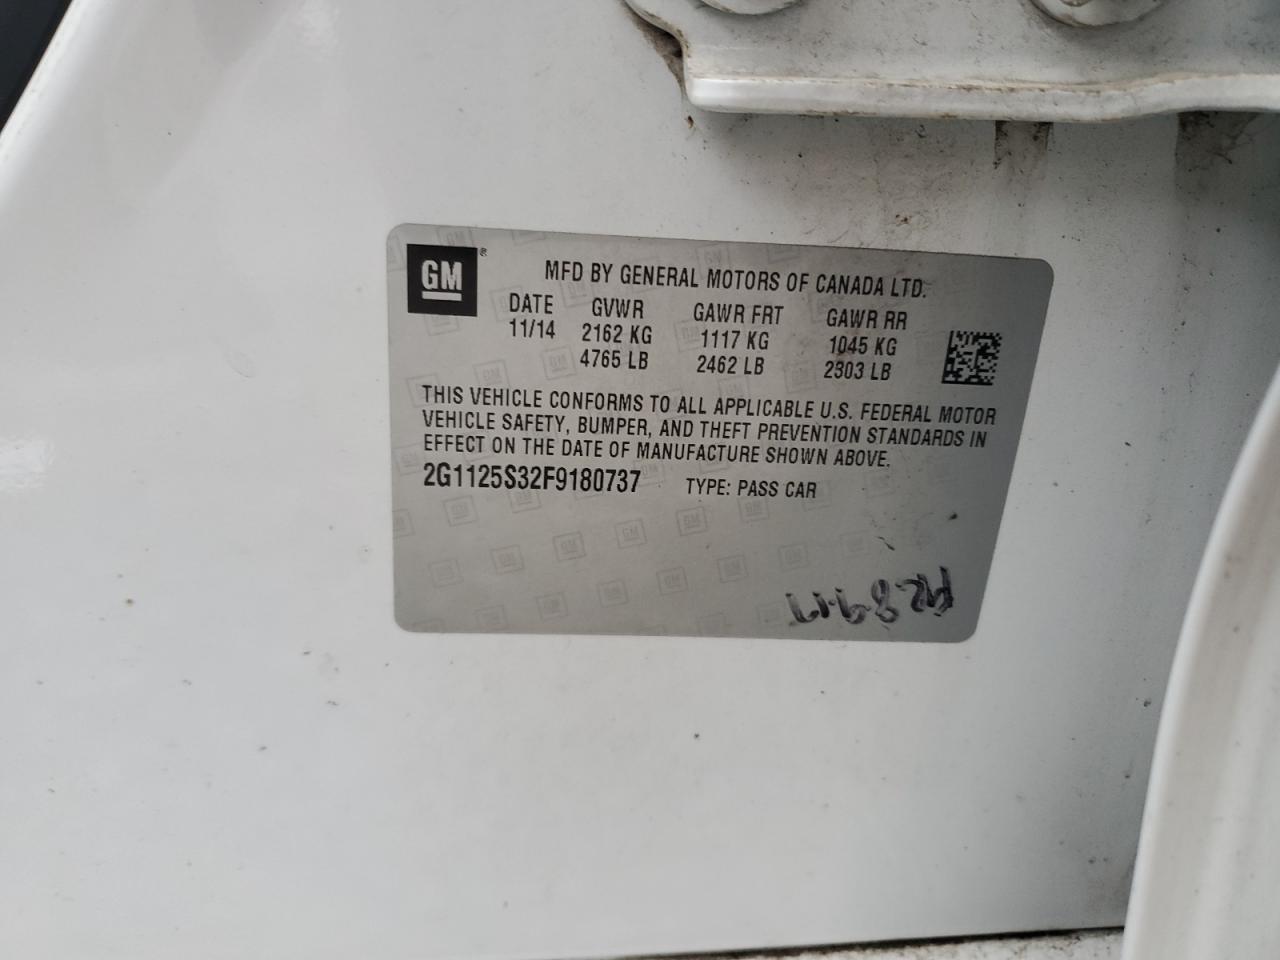 GM ®
MFD BY GENERAL MOTORS OF CANADA LTD.
DATE GVWR GAWR FRT GAWR RR
11/14 2162 KG 1117 KG 1045 KG
4765 LB 2462 LB 2303 LB
THIS VEHICLE CONFORMS TO ALL APPLICABLE U.S. FEDERAL MOTOR
VEHICLE SAFETY, BUMPER, AND THEFT PREVENTION STANDARDS IN
EFFECT ON THE DATE OF MANUFACTURE SHOWN ABOVE.
2G1125S32F9180737 TYPE: PASS CAR